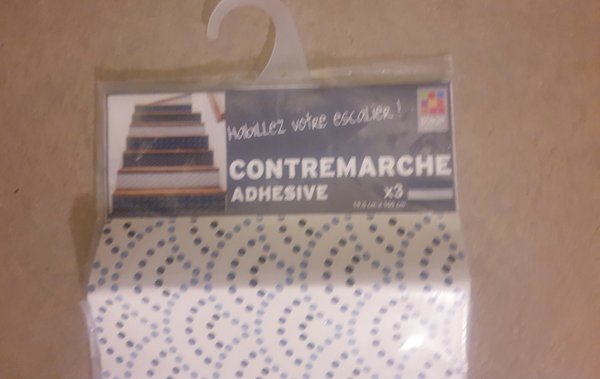 Habillez votre escalier !
CONTREMARCHE
ADHESIVE
x3